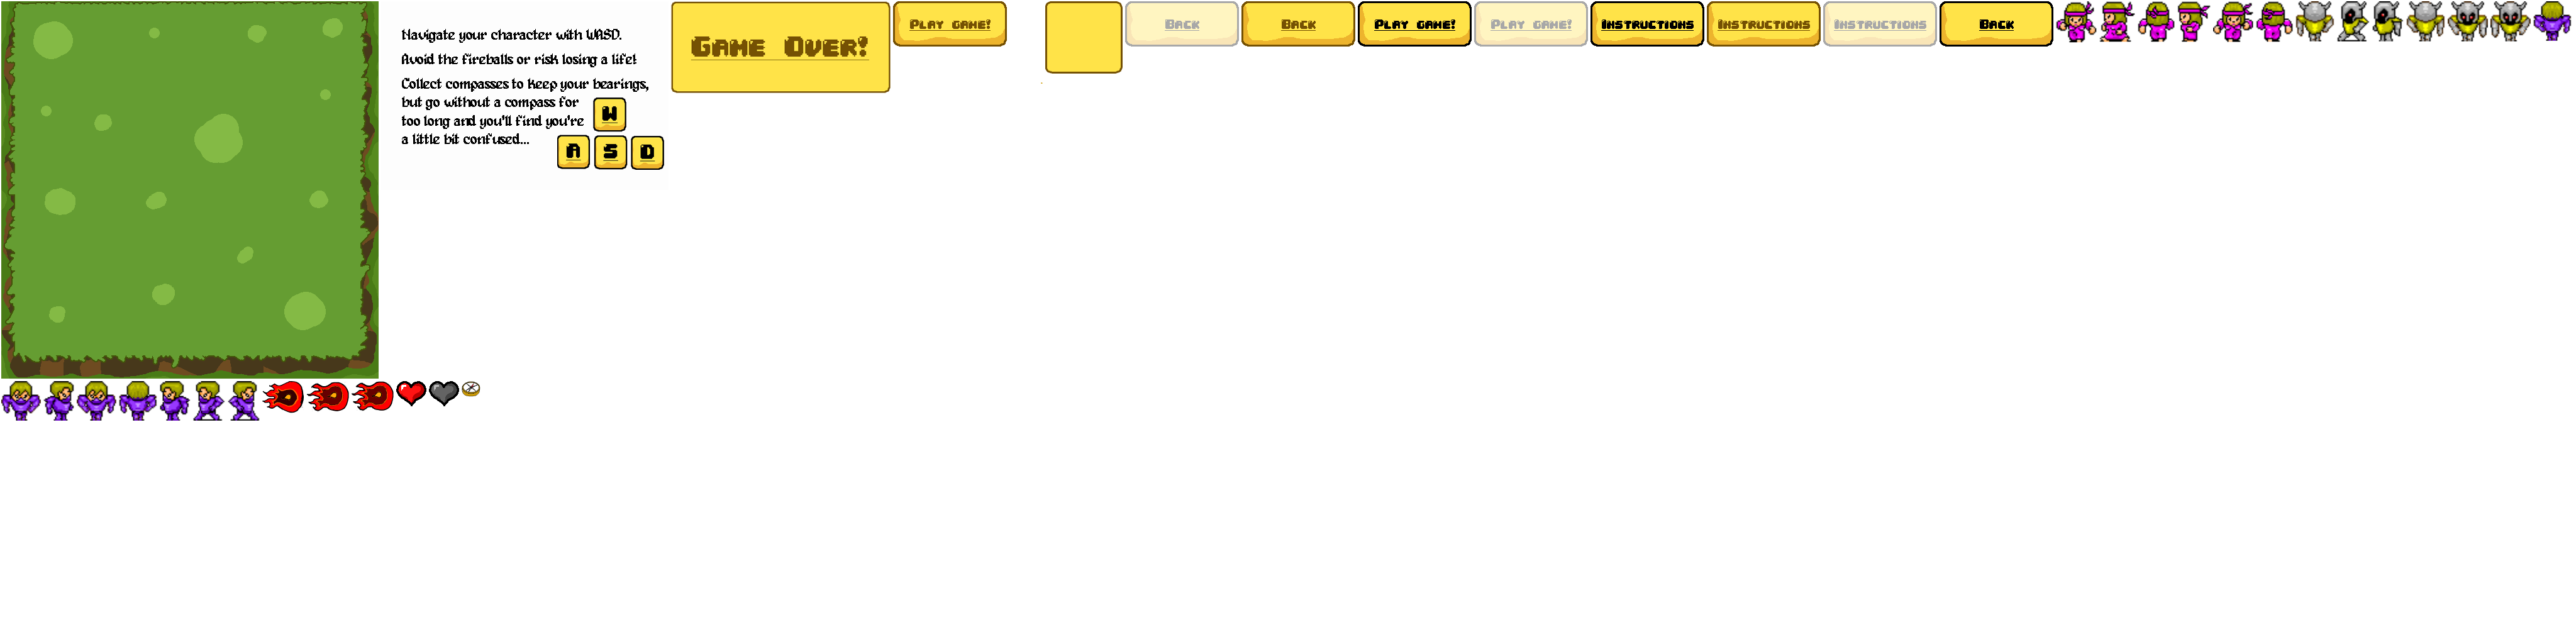 Navigate your character with WASD.
Avoid the fireballs or risk losing a life!
Collect compasses to keep your bearings,
but go without a compass for
too long and you'll find you're
a little bit confused...
W
A S D
Game Over!
Play game!
Back
Back
Play game!
Play game!
Instructions
Instructions
Instructions
Back